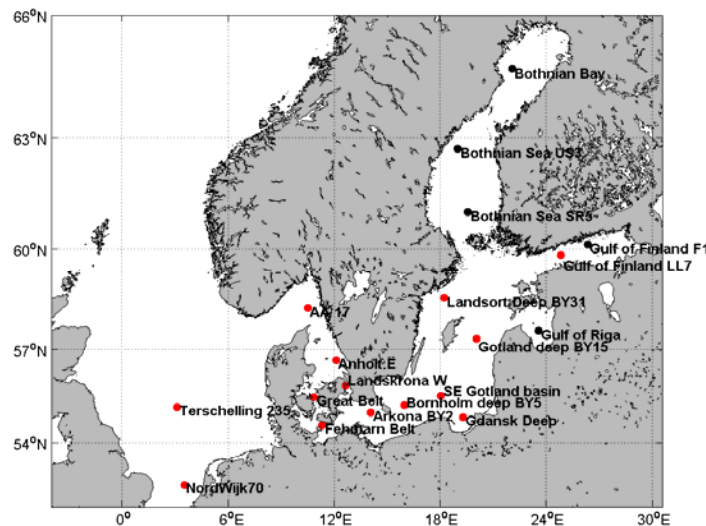 66°N
Bothnian Bay
63°N
Bothnian Sea US3
Bothnian Sea SR5
60°N
Gulf of Finland F1
Gulf of Finland LL7
Landsort Deep BY31
AA 17
Gulf of Riga
57°N
Gotland deep BY15
Anholt E
Landskrona W
Great Belt
SE Gotland basin
Terschelling 235
Bornholm deep BY5
Arkona BY2
Gdansk Deep
Fehmarn Belt
54°N
NordWijk70
0°
6°E
12°E
18°E
24°E
30°E